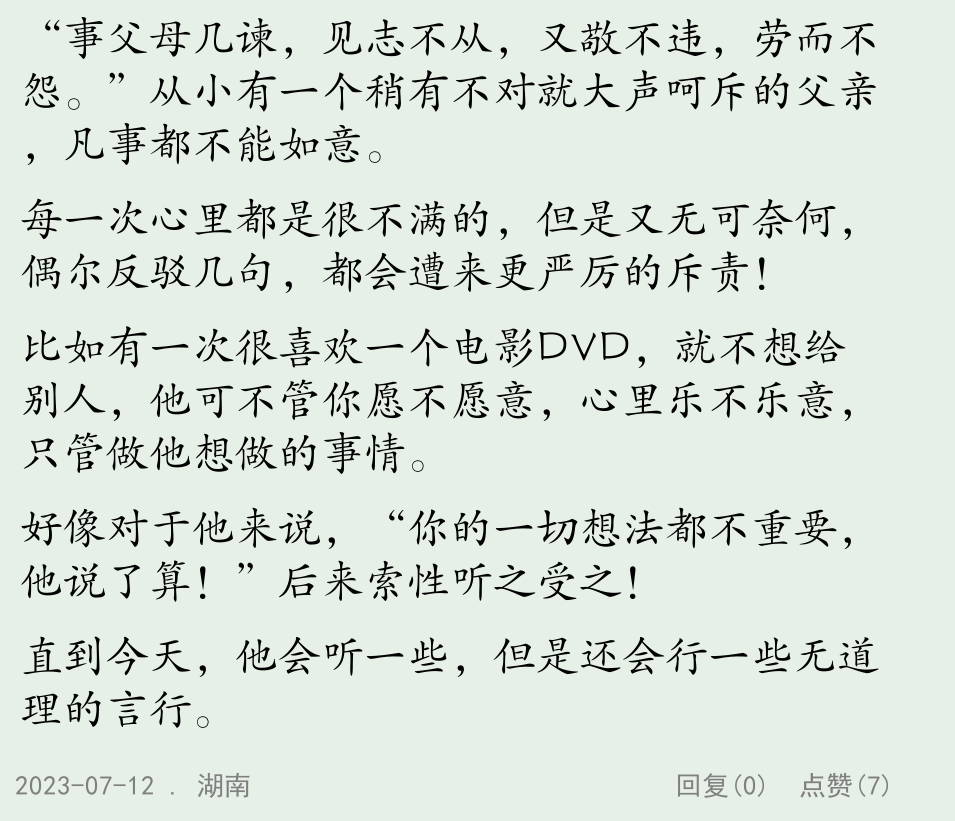 “事父母几谏，见志不从，又敬不违，劳而不
怨。”从小有一个稍有不对就大声呵斥的父亲
，凡事都不能如意。
每一次心里都是很不满的，但是又无可奈何，
偶尔反驳几句，都会遭来更严厉的斥责！
比如有一次很喜欢一个电影DVD，就不想给
别人，他可不管你愿不愿意，心里乐不乐意，
只管做他想做的事情。
好像对于他来说，“你的一切想法都不重要，
他说了算！”后来索性听之受之！
直到今天，他会听一些，但是还会行一些无道
理的言行。
2023-07-12 . 湖南 回复(0) 点赞(7)